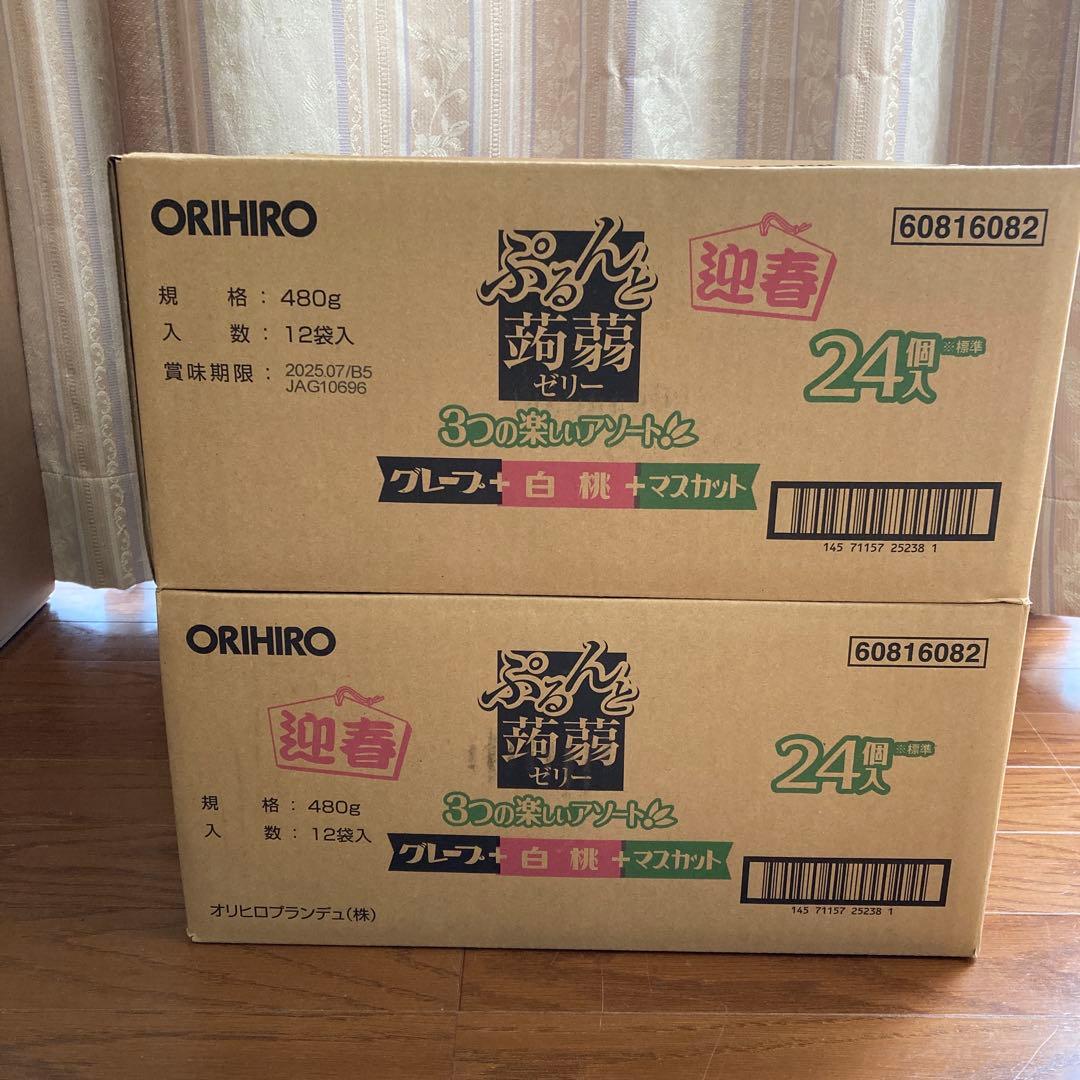 ORIHIRO
60816082
規 格 : 480g
入 数 : 12袋入
賞味期限 : 2025.07/B5
JAG10696
ぷるんと
蒟蒻
ゼリー
迎春
24個入 ※標準
3つの楽しいアソート!
グレープ+白桃+マスカット
145 71157 25238 1
ORIHIRO
60816082
迎春
ぷるんと
蒟蒻
ゼリー
24個入 ※標準
規 格 : 480g
入 数 : 12袋入
3つの楽しいアソート!
グレープ+白桃+マスカット
145 71157 25238 1
オリヒロプランデュ(株)